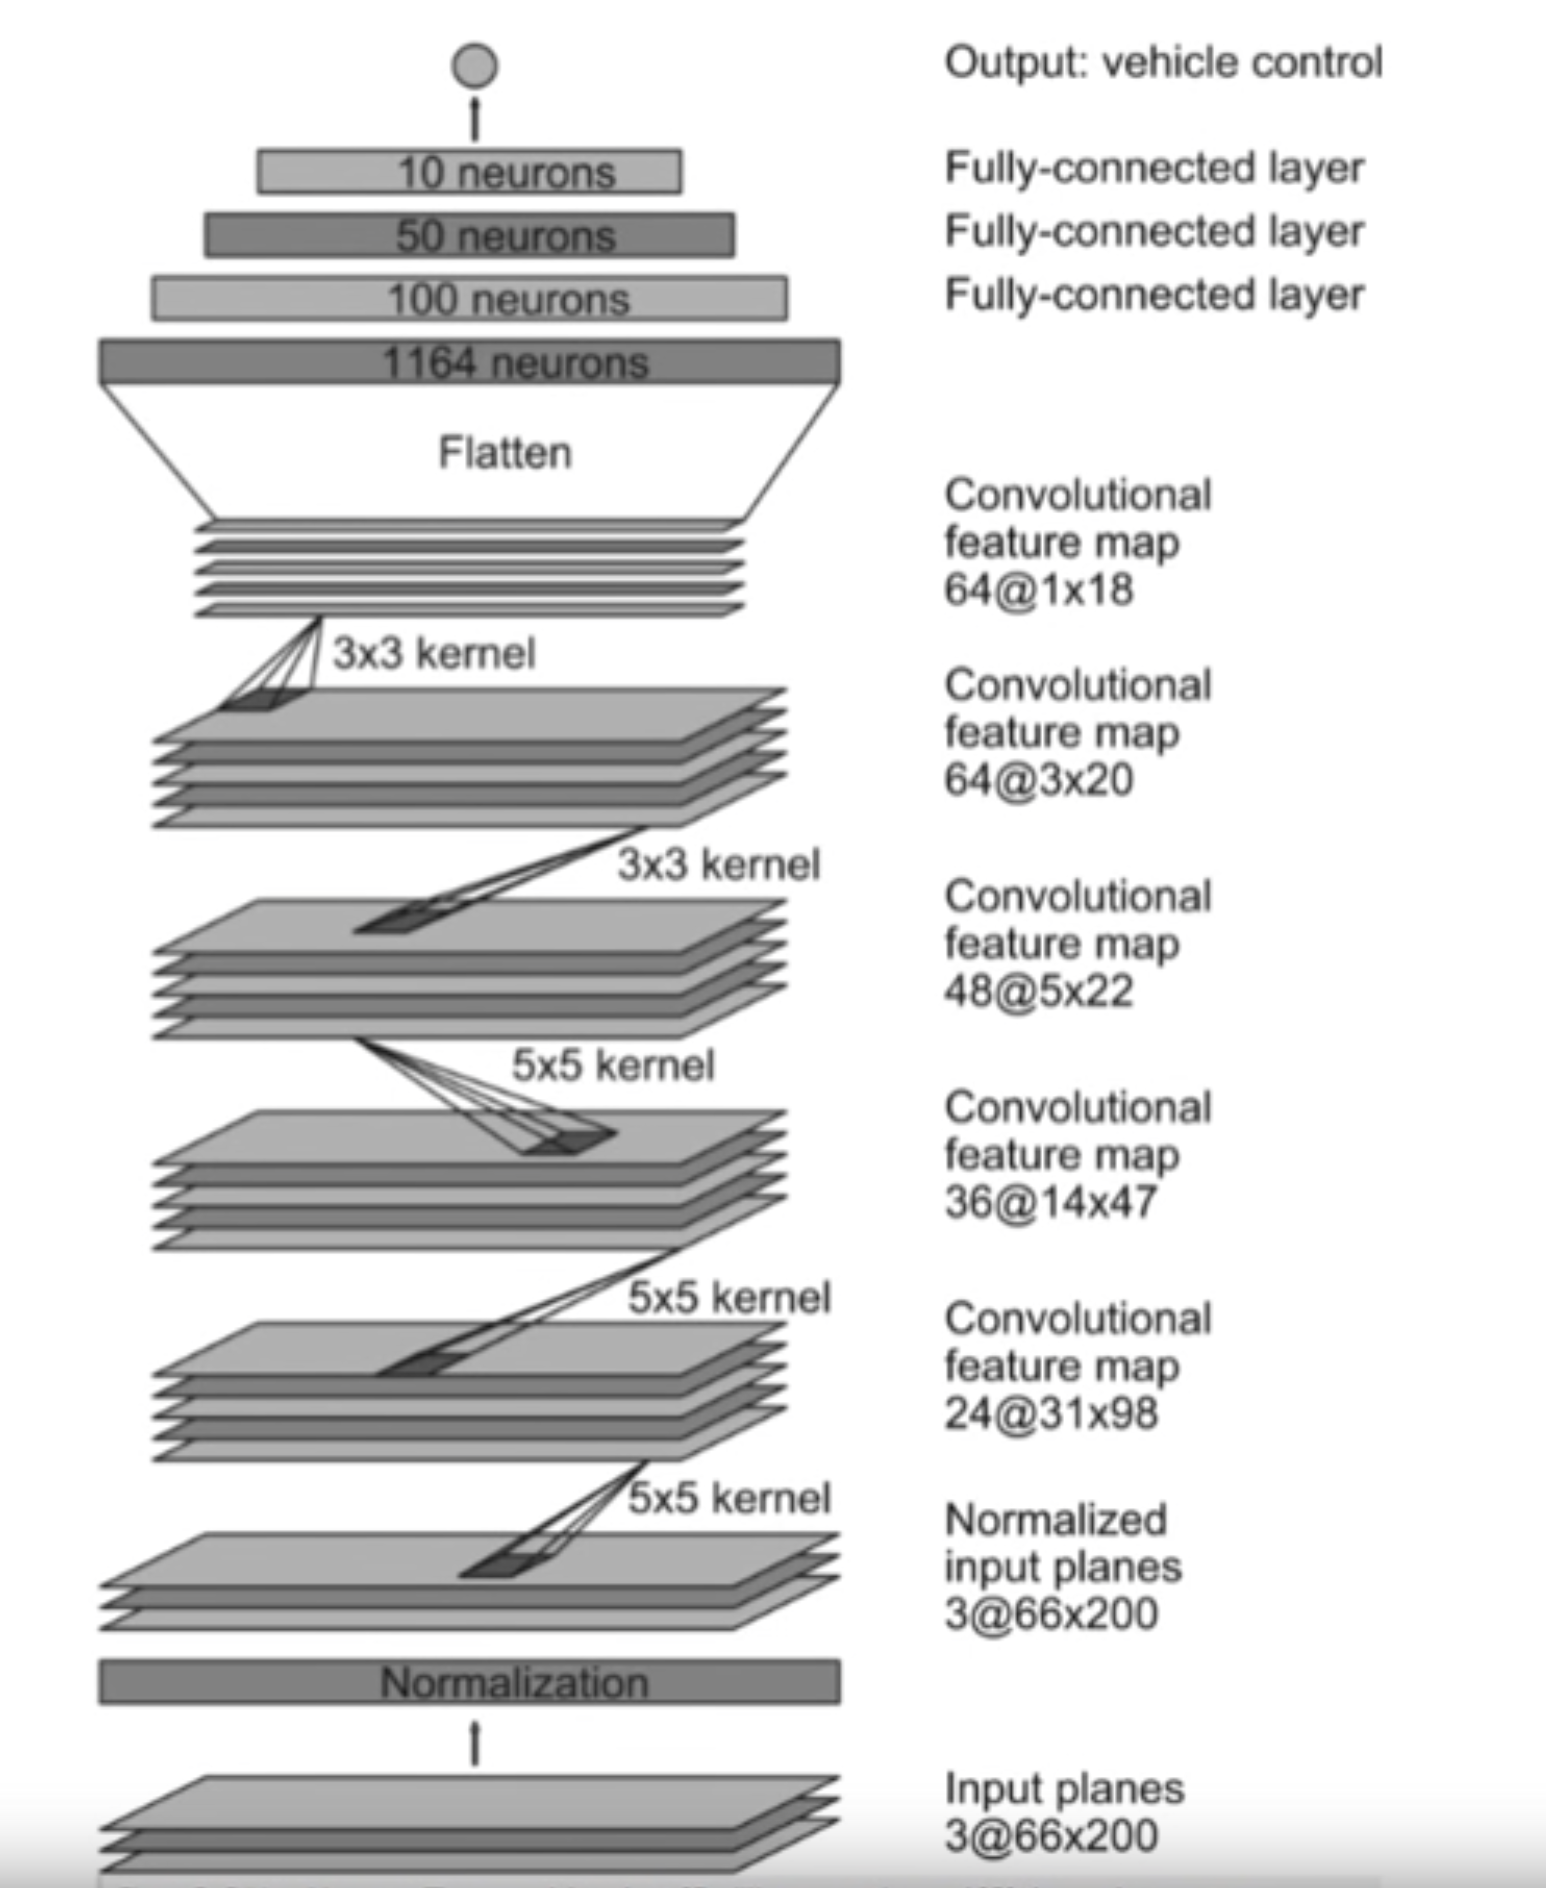 Output: vehicle control
10 neurons
Fully-connected layer
50 neurons
Fully-connected layer
100 neurons
Fully-connected layer
1164 neurons
Flatten
Convolutional
feature map
64@1x18
3x3 kernel
Convolutional
feature map
64@3x20
3x3 kernel
Convolutional
feature map
48@5x22
5x5 kernel
Convolutional
feature map
36@14x47
5x5 kernel
Convolutional
feature map
24@31x98
5x5 kernel
Normalized
input planes
3@66x200
Normalization
Input planes
3@66x200